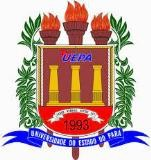 UEPA
1993
UNIVERSIDADE DO ESTADO DO PARÁ